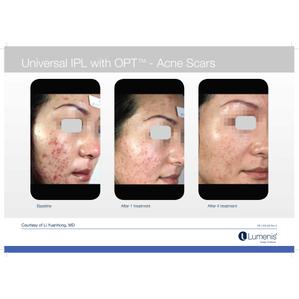 Universal IPL with OPT™ - Acne Scars
Baseline
After 1 treatment
After 4 treatment
Courtesy of Li Yuanhong, MD
Lumenis